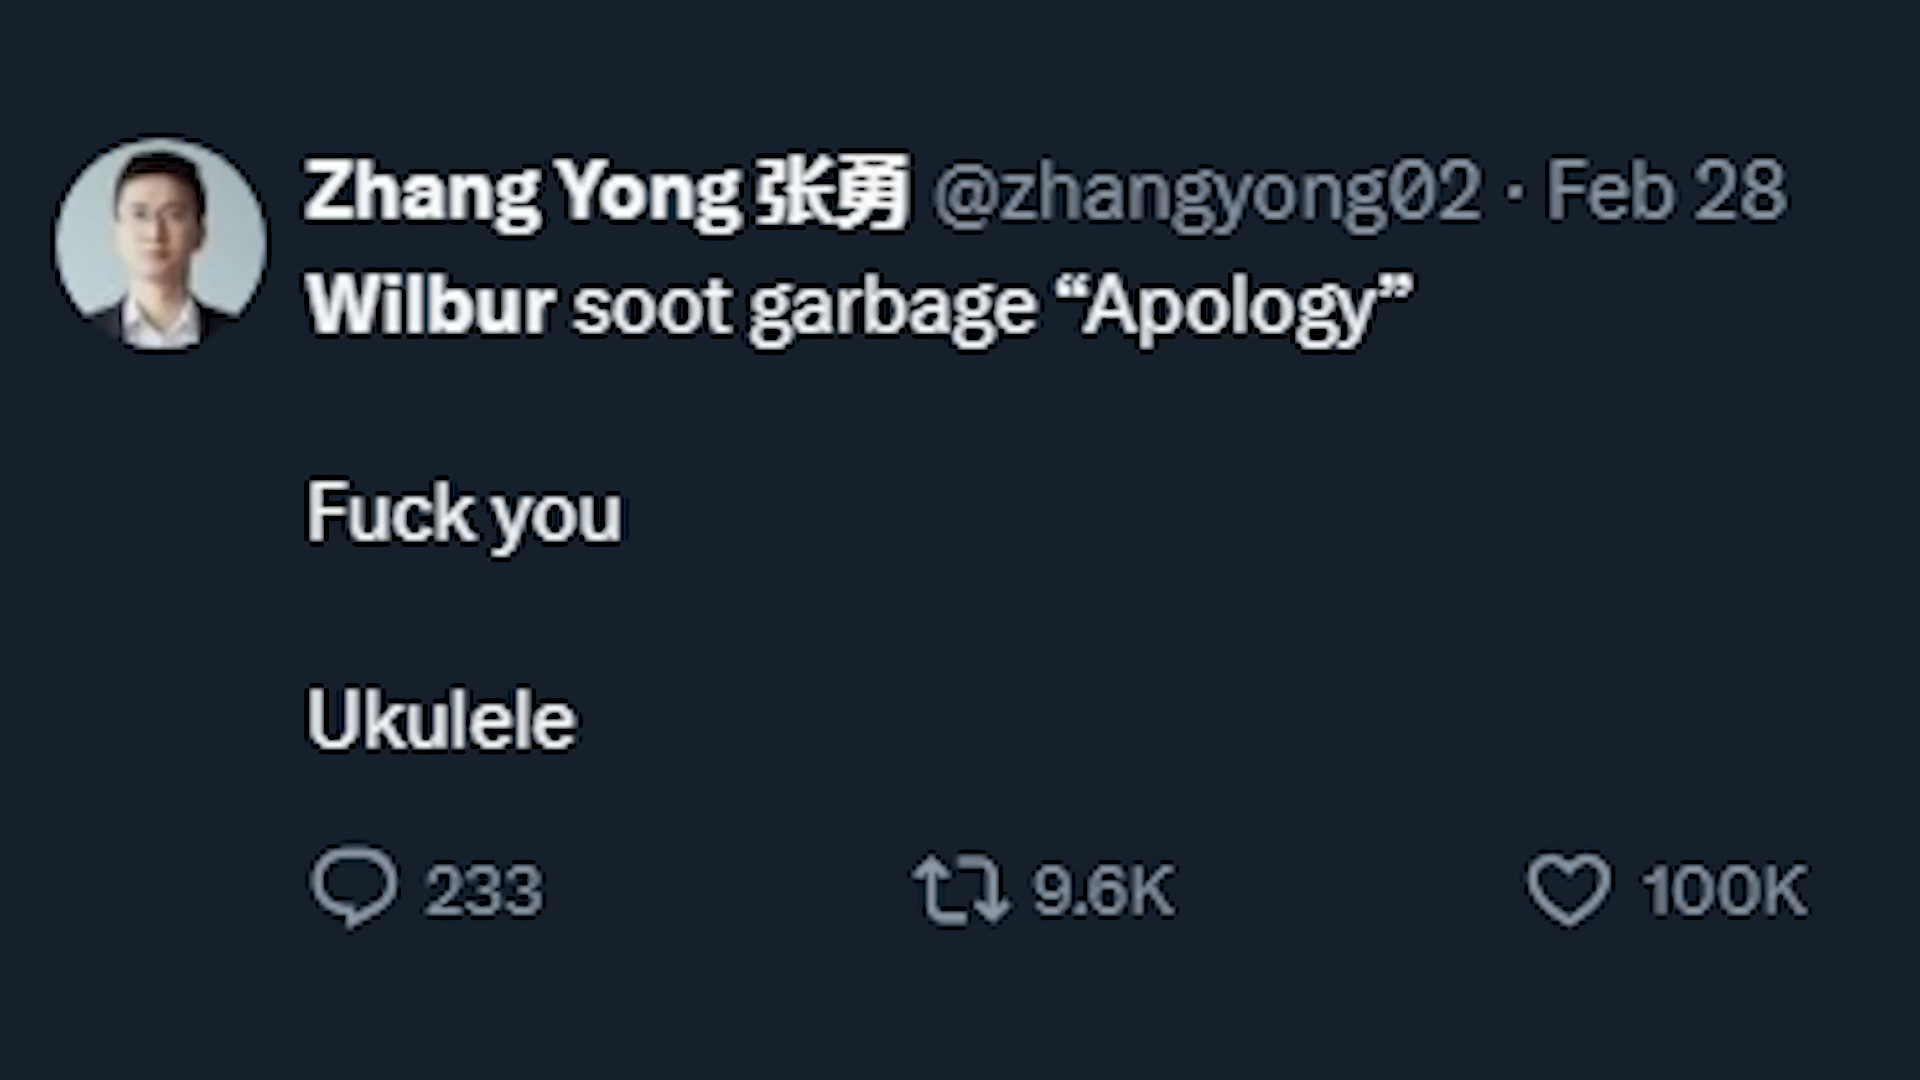 Zhang Yong 张勇 @zhangyong02 · Feb 28
Wilbur soot garbage “Apology”
Fuck you
Ukulele
233 9.6K 100K